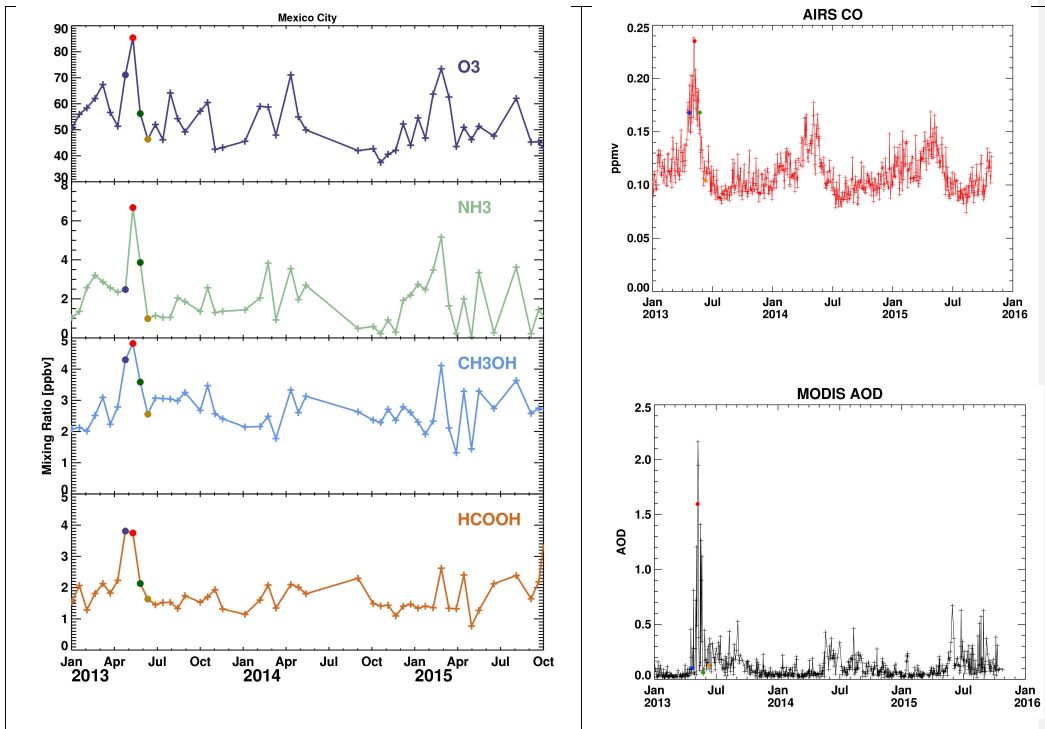 Mexico City
90
80
70
60
50
40
30
O3
8
6
4
2
0
NH3
5
4
3
2
1
0
CH3OH
5
4
3
2
1
0
HCOOH
Mixing Ratio [ppbv]
Jan Apr Jul Oct Jan Apr Jul Oct Jan Apr Jul Oct
2013 2014 2015
AIRS CO
0.25
0.20
0.15
0.10
0.05
0.00
ppmv
Jan Jul Jan Jul Jan Jul Jan
2013 2014 2015 2016
MODIS AOD
2.5
2.0
1.5
1.0
0.5
0.0
AOD
Jan Jul Jan Jul Jan Jul Jan
2013 2014 2015 2016